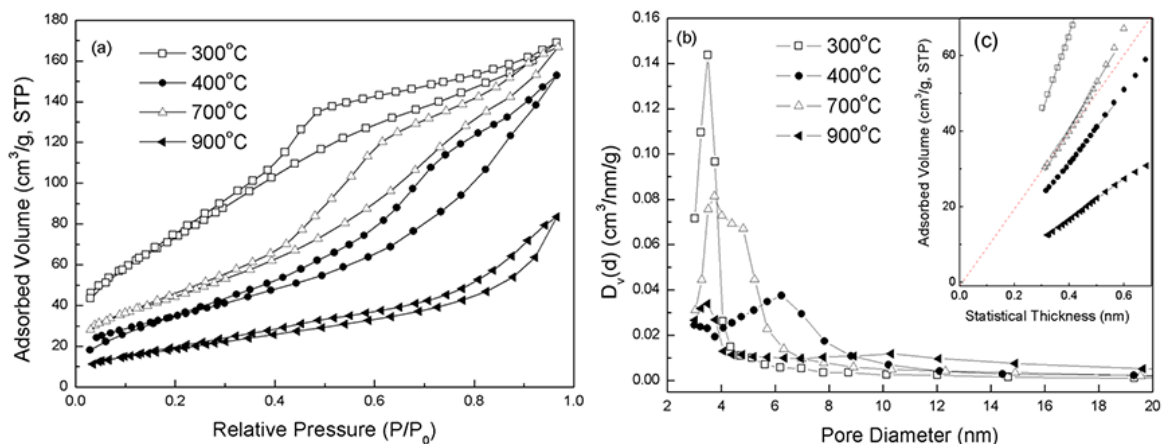 (a)
300°C
400°C
700°C
900°C
Adsorbed Volume (cm³/g, STP)
180
160
140
120
100
80
60
40
20
0
0.0 0.2 0.4 0.6 0.8 1.0
Relative Pressure (P/P₀)
(b)
300°C
400°C
700°C
900°C
Dᵥ(d) (cm³/nm/g)
0.16
0.14
0.12
0.10
0.08
0.06
0.04
0.02
0.00
2 4 6 8 10 12 14 16 18 20
Pore Diameter (nm)
(c)
Adsorbed Volume (cm³/g, STP)
60
40
20
0
0.0 0.2 0.4 0.6
Statistical Thickness (nm)